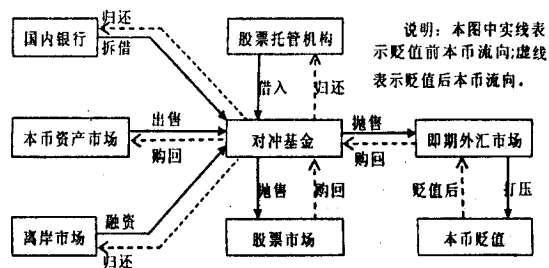 归还
国内银行
拆借
股票托管机构
说明：本图中实线表
示贬值前本币流向;虚线
表示贬值后本币流向．
借入
归还
出售
本币资产市场
购回
对冲基金
抛售
购回
即期外汇市场
融资
离岸市场
归还
抛售
购回
股票市场
贬值后
打压
本币贬值